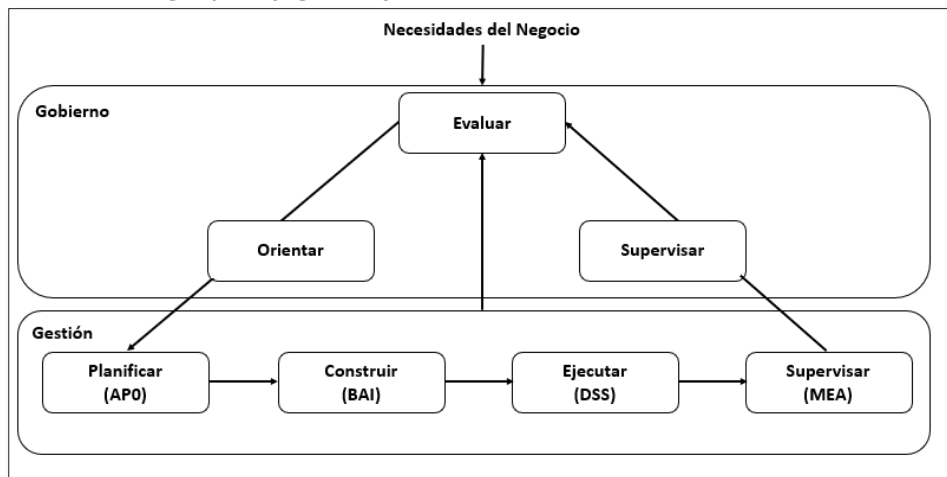 Necesidades del Negocio
Gobierno
Evaluar
Orientar
Supervisar
Gestión
Planificar
(AP0)
Construir
(BAI)
Ejecutar
(DSS)
Supervisar
(MEA)